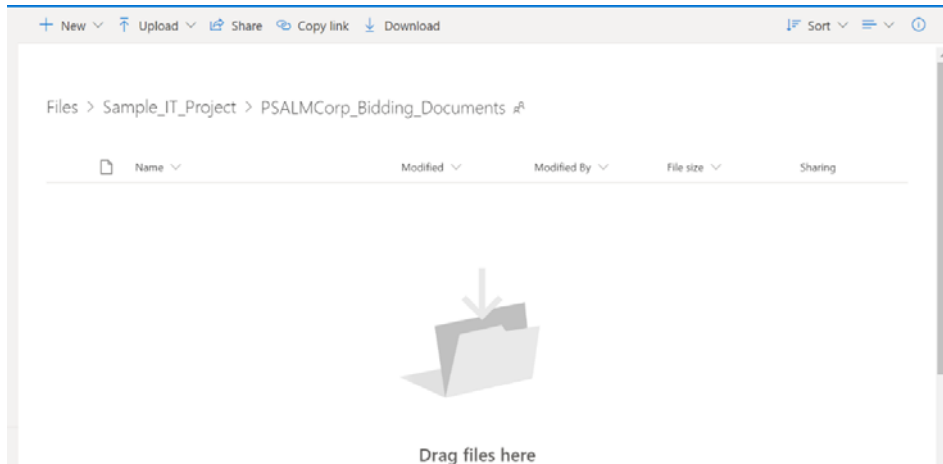 New Upload Share Copy link Download Sort
Files > Sample_IT_Project > PSALMCorp_Bidding_Documents
Name Modified Modified By File size Sharing
Drag files here